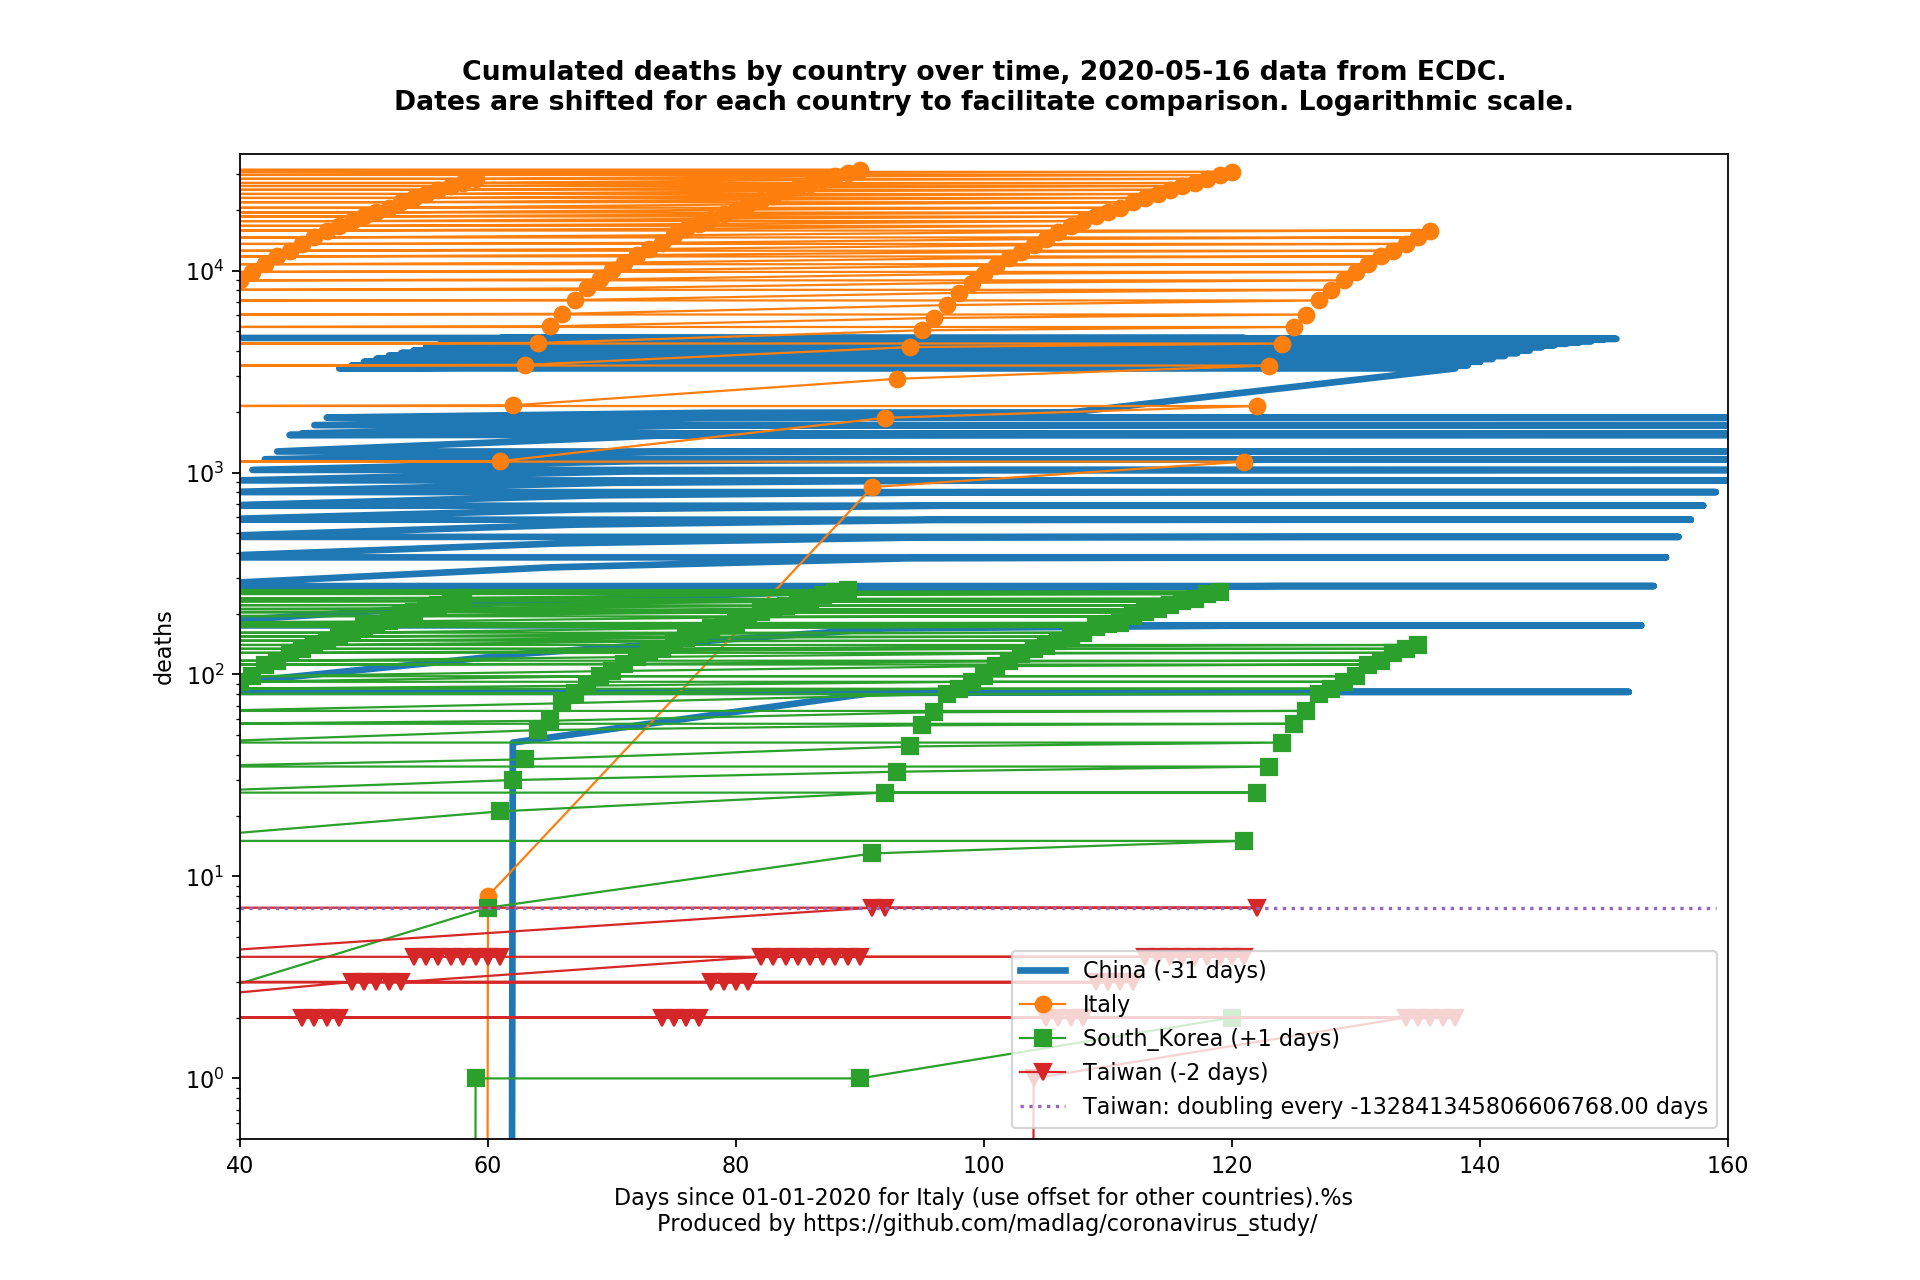 Cumulated deaths by country over time, 2020-05-16 data from ECDC.
Dates are shifted for each country to facilitate comparison. Logarithmic scale.
deaths
10^4
10^3
10^2
10^1
10^0
China (-31 days)
Italy
South_Korea (+1 days)
Taiwan (-2 days)
Taiwan: doubling every -132841345806606768.00 days
40 60 80 100 120 140 160
Days since 01-01-2020 for Italy (use offset for other countries).%s
Produced by https://github.com/madlag/coronavirus_study/